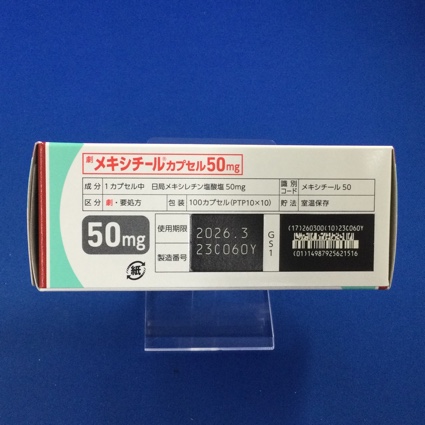 劇 メキシチールカプセル50mg
成分 1カプセル中 日局メキシレチン塩酸塩 50mg 識別コード メキシチール 50
区分 劇・要処方 包装 100カプセル(PTP10×10) 貯法 室温保存
50mg
使用期限 2026.3
製造番号 23C060Y
GS1
(17)260300(10)23C060Y
(01)14987925621516
紙